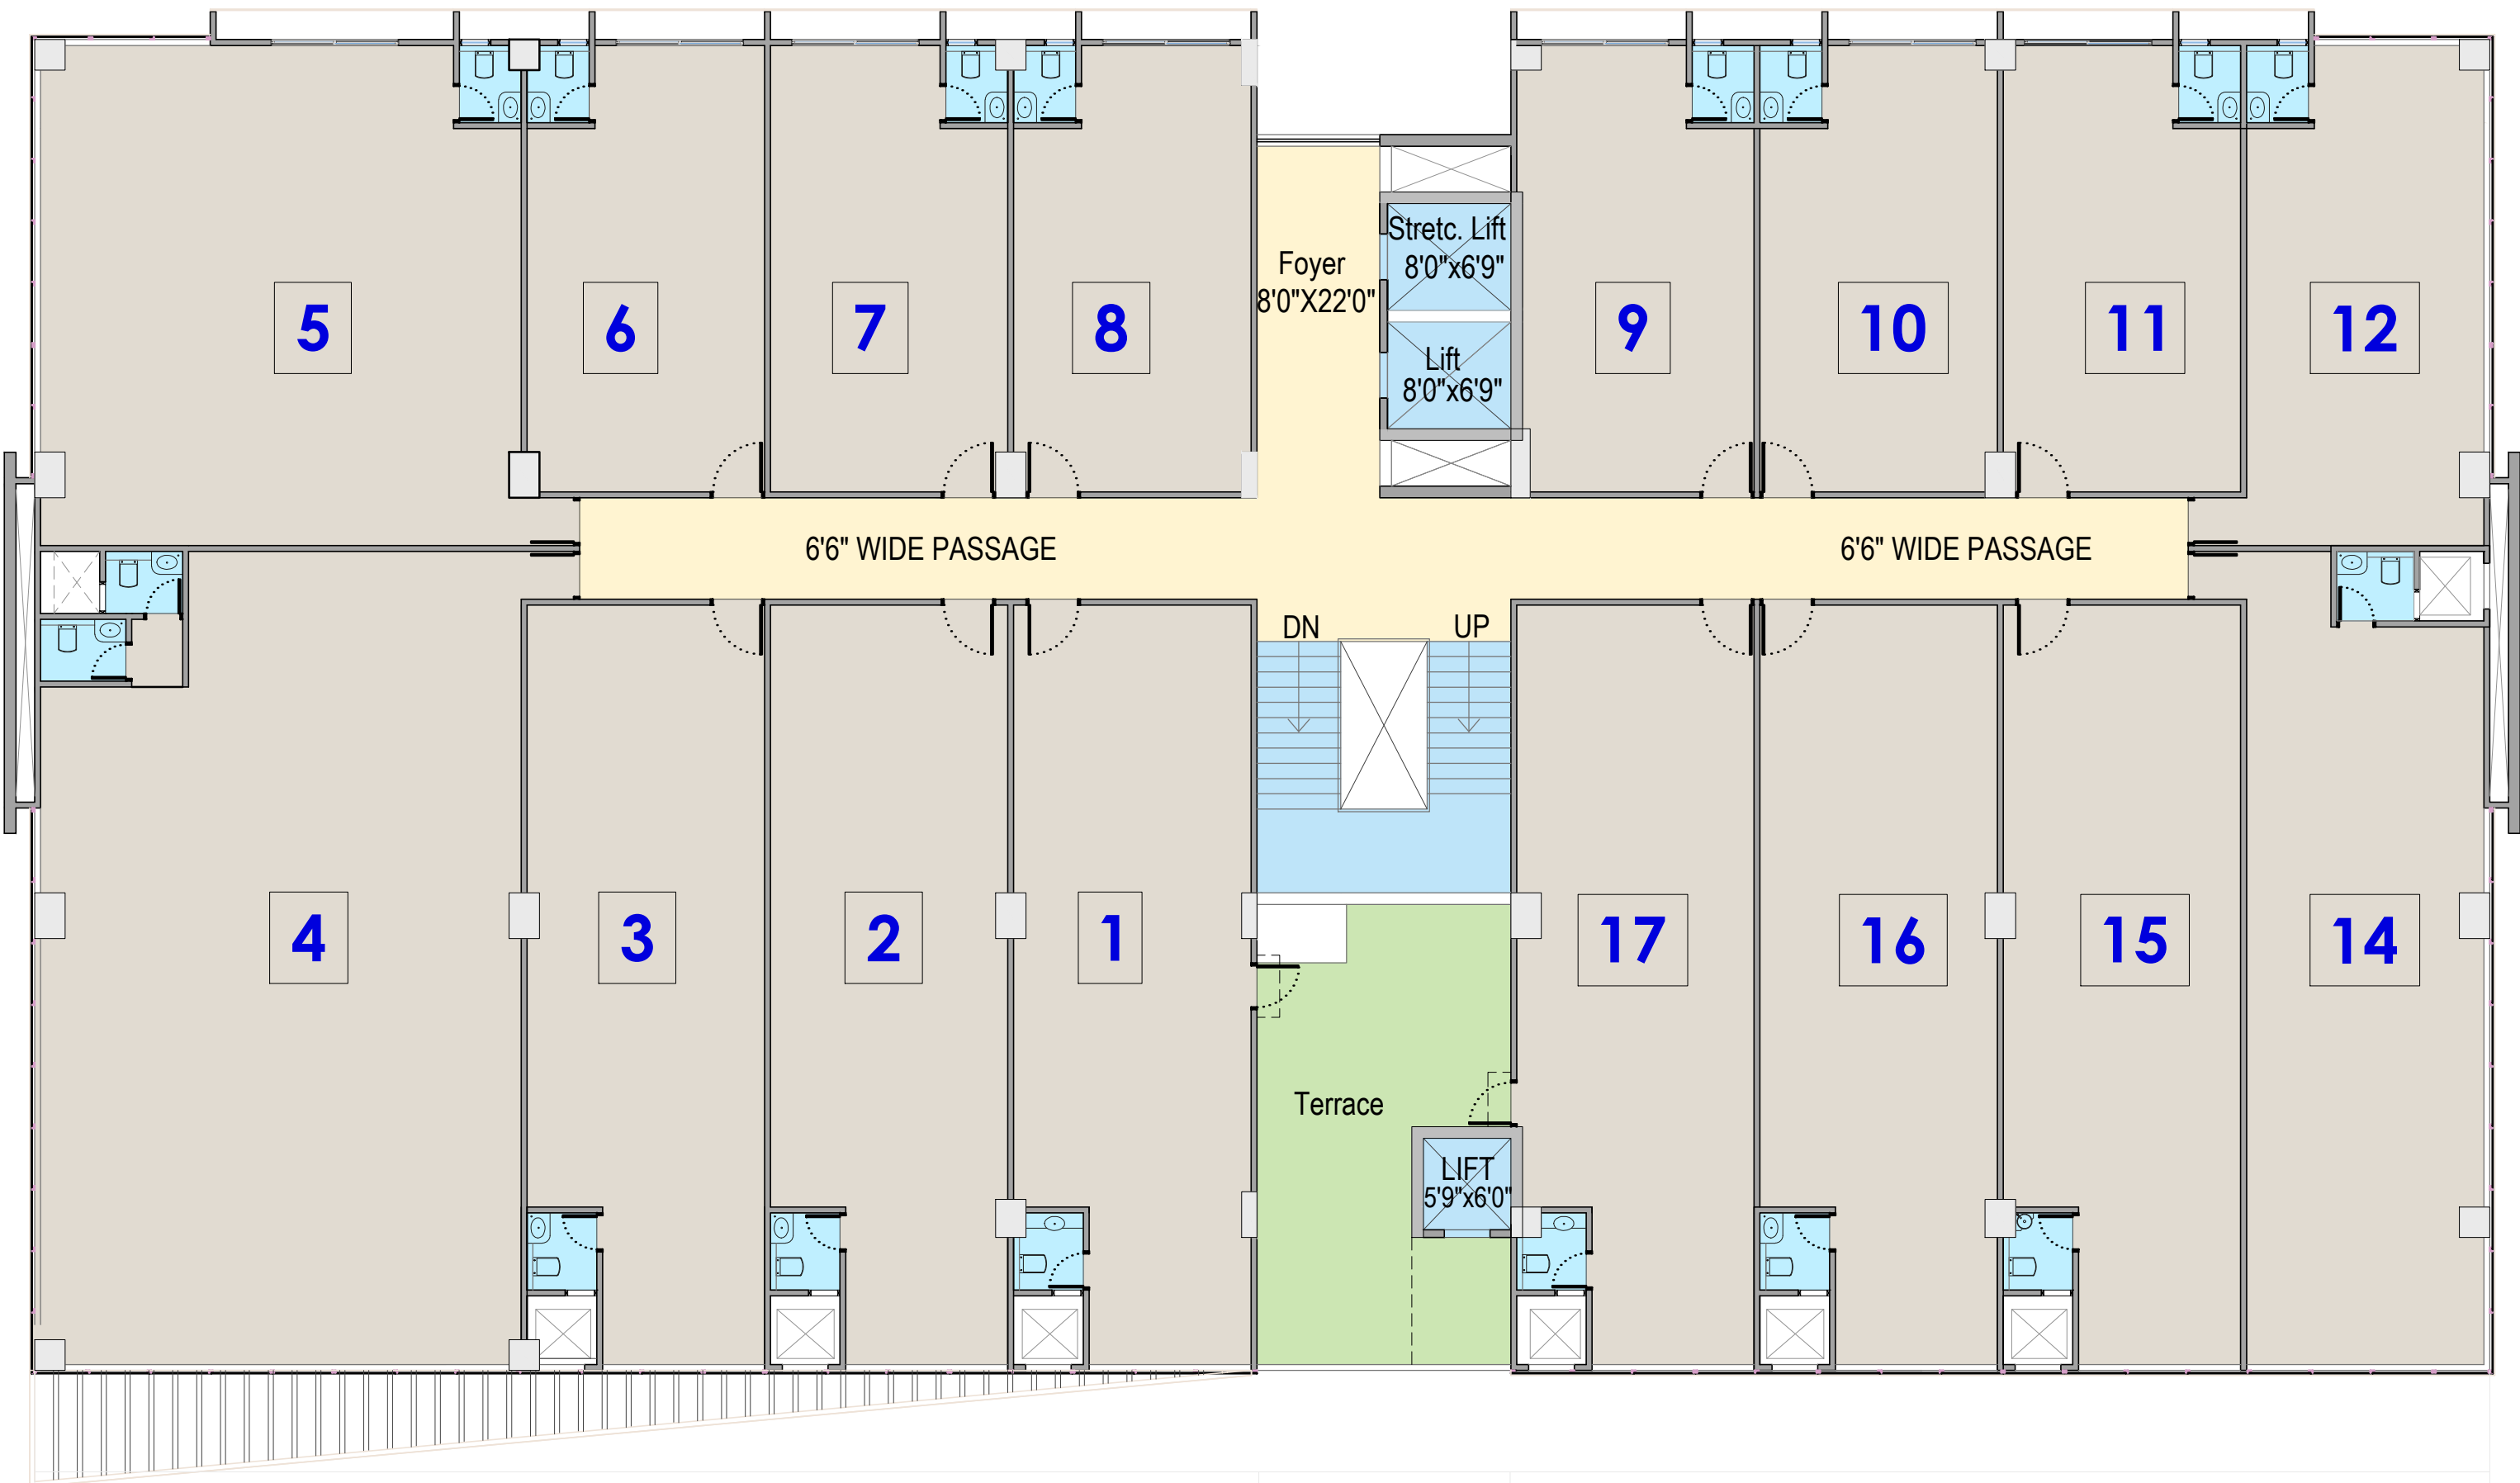 Stretc. Lift
8'0"x6'9"
Foyer
8'0"X22'0"
5
6
7
8
9
10
11
12
Lift
8'0"x6'9"
6'6" WIDE PASSAGE
6'6" WIDE PASSAGE
DN
UP
4
3
2
1
17
16
15
14
Terrace
LIFT
5'9"x6'0"